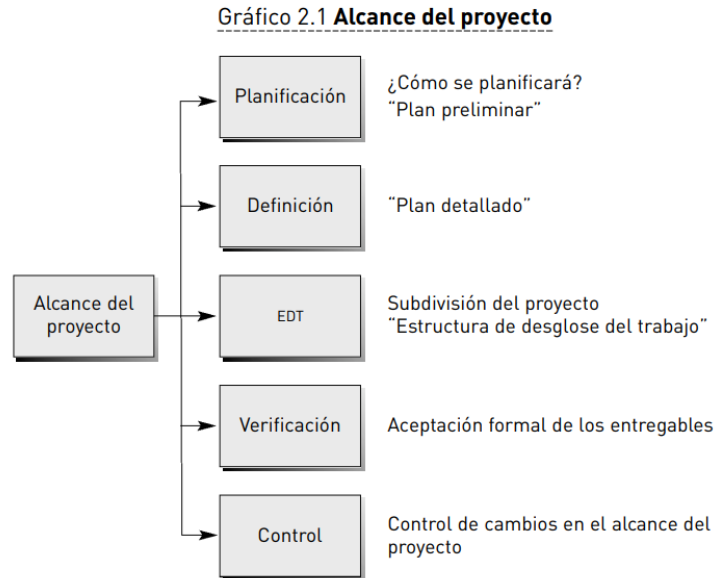 Gráfico 2.1 Alcance del proyecto
Planificación
¿Cómo se planificará?
“Plan preliminar”
Definición
“Plan detallado”
Alcance del
proyecto
EDT
Subdivisión del proyecto
“Estructura de desglose del trabajo”
Verificación
Aceptación formal de los entregables
Control
Control de cambios en el alcance del
proyecto